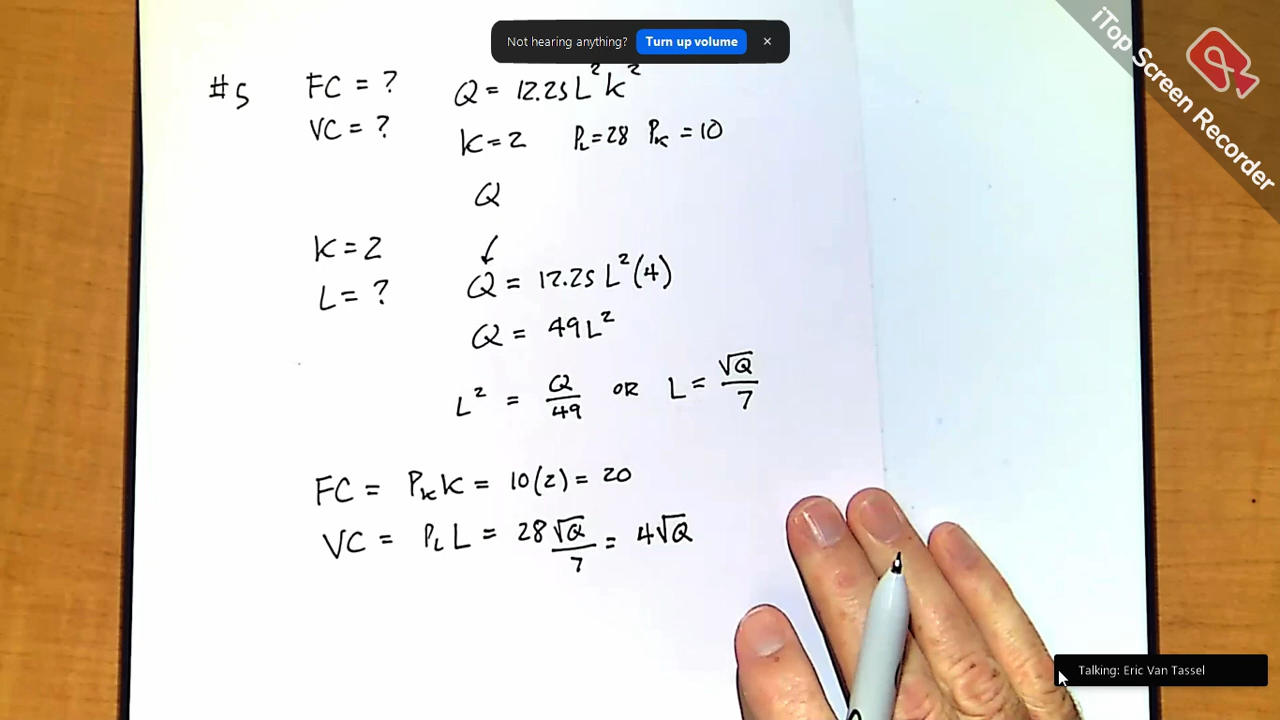 Not hearing anything? Turn up volume ×
iTop Screen Recorder
#5 FC = ? Q = 12.25 L² K²
VC = ? K = 2 P_L = 28 P_K = 10
Q
K = 2
L = ? Q = 12.25 L² (4)
Q = 49L²
L² = Q/49 OR L = √Q/7
FC = P_K K = 10(2) = 20
VC = P_L L = 28 √Q/7 = 4√Q
Talking: Eric Van Tassel